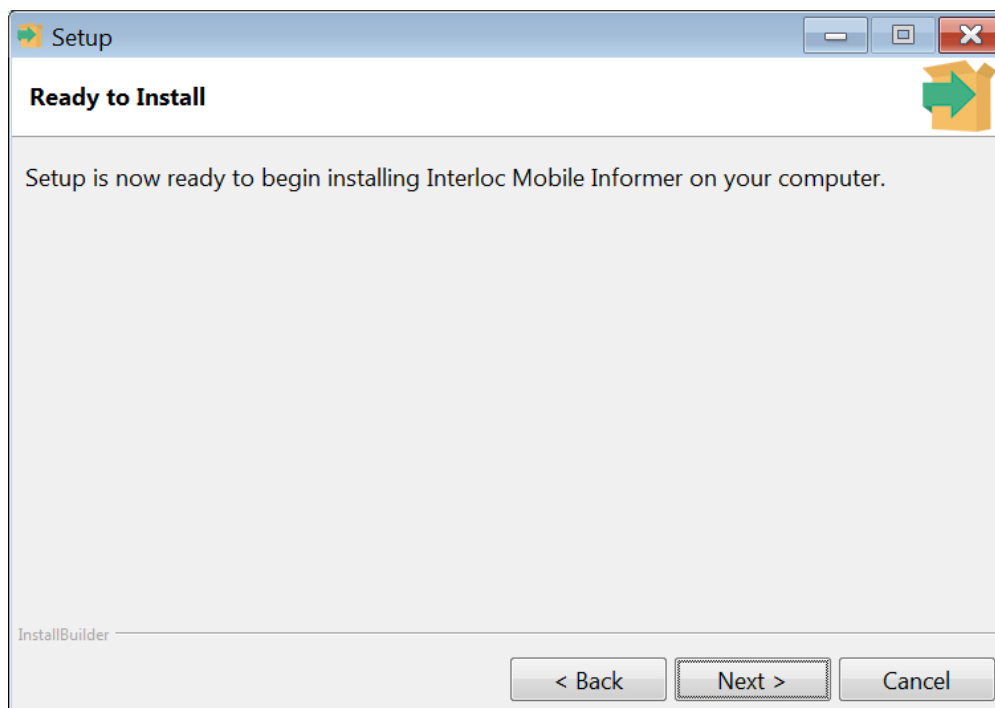 Setup
Ready to Install
Setup is now ready to begin installing Interloc Mobile Informer on your computer.
InstallBuilder
< Back Next > Cancel